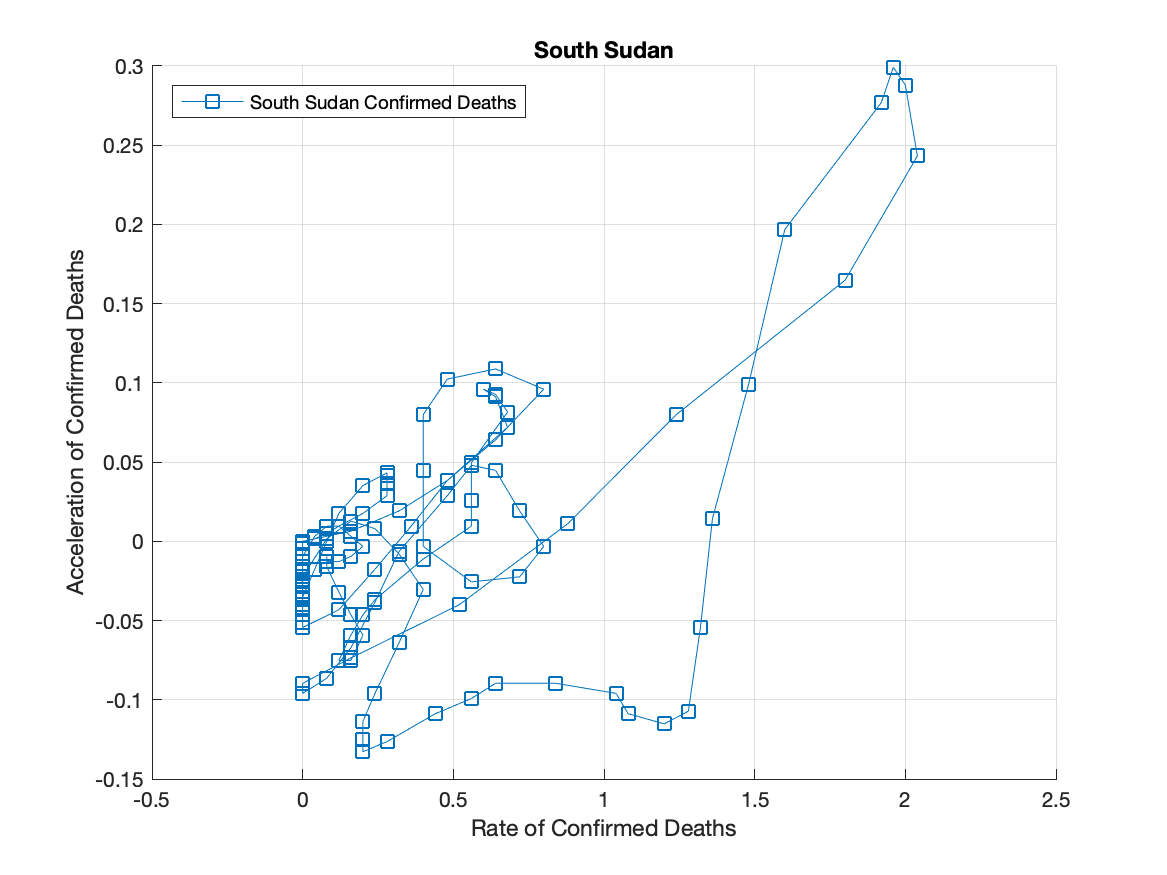 South Sudan
South Sudan Confirmed Deaths
0.3
0.25
0.2
0.15
0.1
0.05
0
-0.05
-0.1
-0.15
-0.5 0 0.5 1 1.5 2 2.5
Acceleration of Confirmed Deaths
Rate of Confirmed Deaths